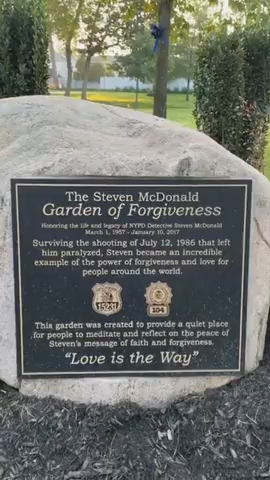 The Steven McDonald
Garden of Forgiveness
Honoring the life and legacy of NYPD Detective Steven McDonald
March 1, 1957 - January 10, 2017
Surviving the shooting of July 12, 1986 that left
him paralyzed, Steven became an incredible
example of the power of forgiveness and love for
people around the world.
104
This garden was created to provide a quiet place
for people to meditate and reflect on the peace of
Steven's message of faith and forgiveness.
"Love is the Way"